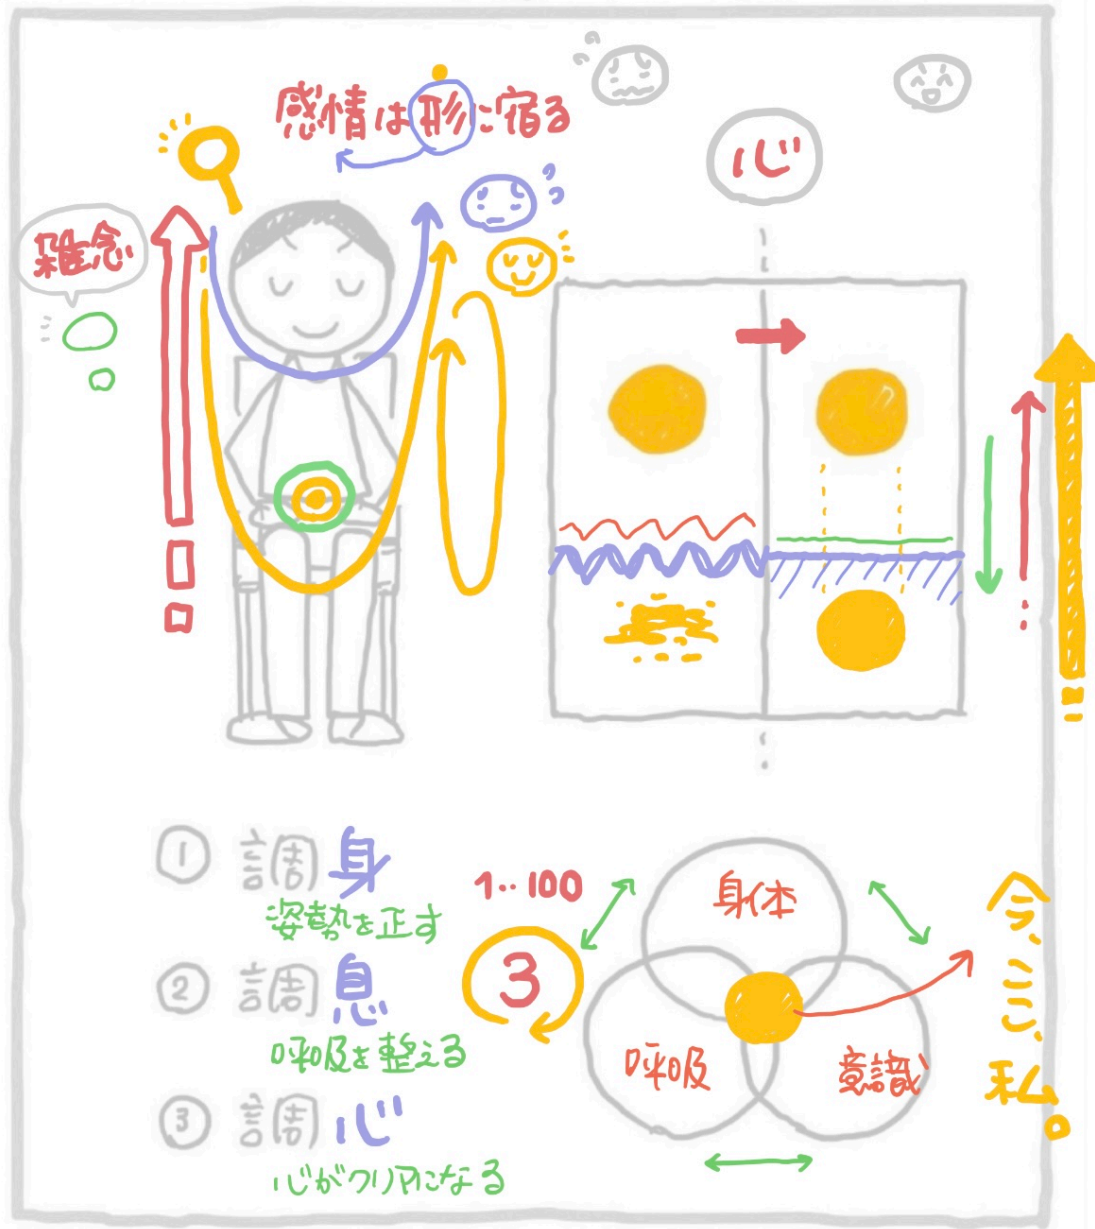 感情は形に宿る
心
雑念
① 調身
姿勢を正す
② 調息
呼吸を整える
③ 調心
心がクリアになる
1‥100
3
身体
呼吸
意識
今、ここ、私。